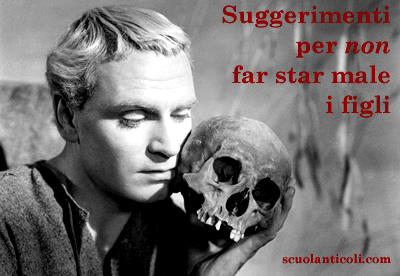 Suggerimenti
per non
far star male
i figli
scuolanticoli.com